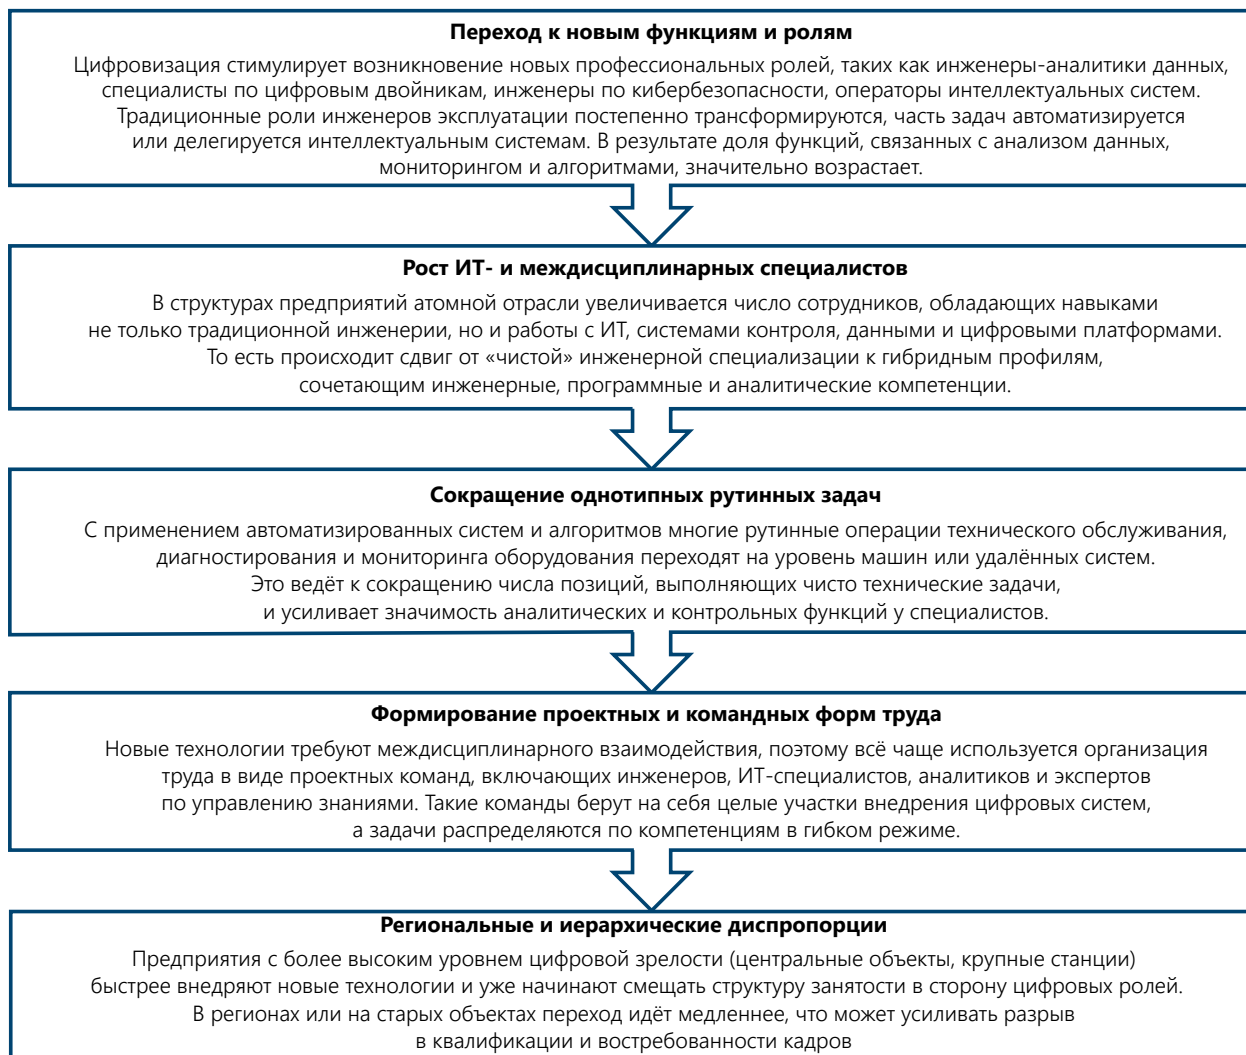 Переход к новым функциям и ролям
Цифровизация стимулирует возникновение новых профессиональных ролей, таких как инженеры-аналитики данных,
специалисты по цифровым двойникам, инженеры по кибербезопасности, операторы интеллектуальных систем.
Традиционные роли инженеров эксплуатации постепенно трансформируются, часть задач автоматизируется
или делегируется интеллектуальным системам. В результате доля функций, связанных с анализом данных,
мониторингом и алгоритмами, значительно возрастает.
Рост ИТ- и междисциплинарных специалистов
В структурах предприятий атомной отрасли увеличивается число сотрудников, обладающих навыками
не только традиционной инженерии, но и работы с ИТ, системами контроля, данными и цифровыми платформами.
То есть происходит сдвиг от «чистой» инженерной специализации к гибридным профилям,
сочетающим инженерные, программные и аналитические компетенции.
Сокращение однотипных рутинных задач
С применением автоматизированных систем и алгоритмов многие рутинные операции технического обслуживания,
диагностирования и мониторинга оборудования переходят на уровень машин или удалённых систем.
Это ведёт к сокращению числа позиций, выполняющих чисто технические задачи,
и усиливает значимость аналитических и контрольных функций у специалистов.
Формирование проектных и командных форм труда
Новые технологии требуют междисциплинарного взаимодействия, поэтому всё чаще используется организация
труда в виде проектных команд, включающих инженеров, ИТ-специалистов, аналитиков и экспертов
по управлению знаниями. Такие команды берут на себя целые участки внедрения цифровых систем,
а задачи распределяются по компетенциям в гибком режиме.
Региональные и иерархические диспропорции
Предприятия с более высоким уровнем цифровой зрелости (центральные объекты, крупные станции)
быстрее внедряют новые технологии и уже начинают смещать структуру занятости в сторону цифровых ролей.
В регионах или на старых объектах переход идёт медленнее, что может усиливать разрыв
в квалификации и востребованности кадров